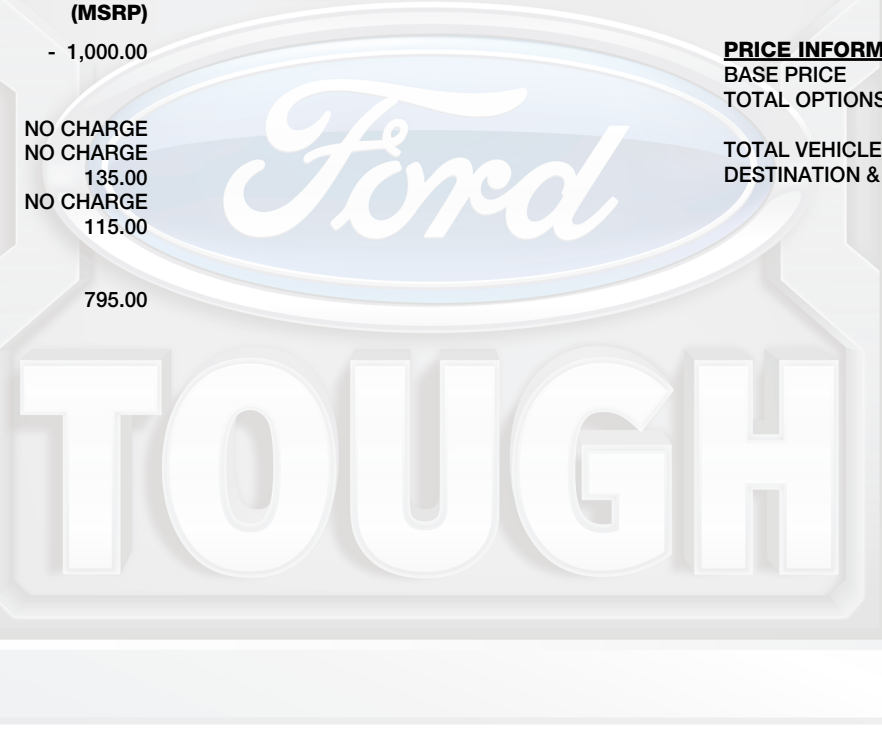 (MSRP)
- 1,000.00
NO CHARGE
NO CHARGE
135.00
NO CHARGE
115.00
795.00
PRICE INFORM
BASE PRICE
TOTAL OPTIONS
TOTAL VEHICLE
DESTINATION &
Ford
TOUGH